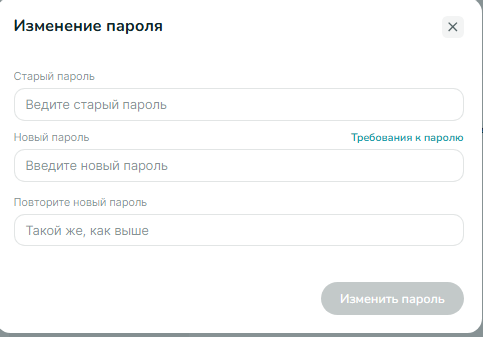 Изменение пароля
Старый пароль
Ведите старый пароль
Новый пароль Требования к паролю
Введите новый пароль
Повторите новый пароль
Такой же, как выше
Изменить пароль